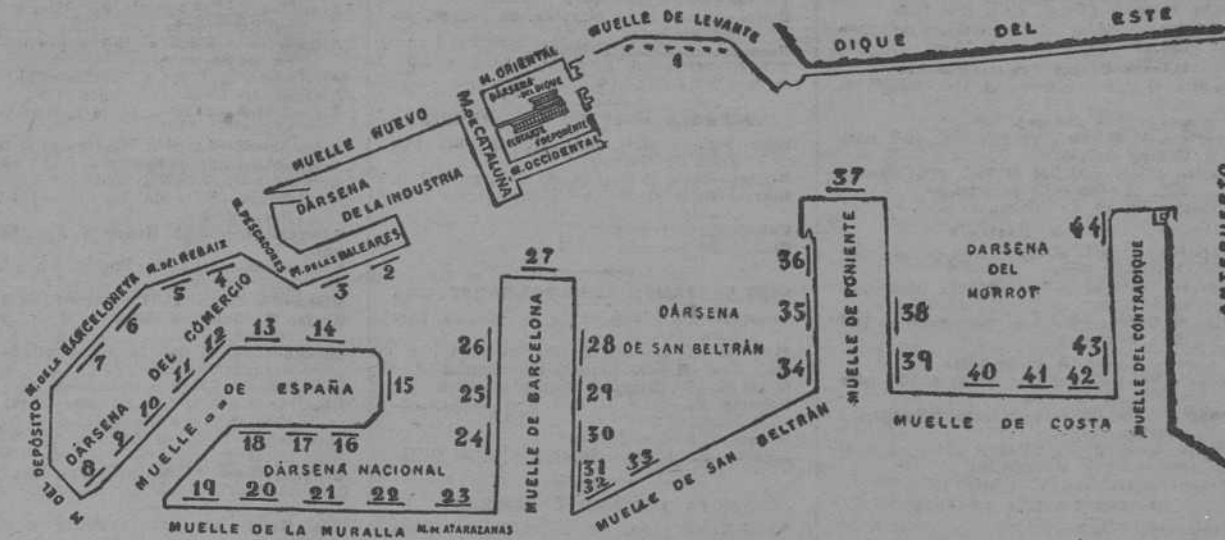 MUELLE DE LEVANTE
1
DIQUE DEL ESTE
M. ORIENTAL
DÁRSENA
DEL DIQUE
FLOTANTE
Y DEPONENTE
M. OCCIDENTAL
M. DE CATALUÑA
MUELLE NUEVO
DÁRSENA
DE LA INDUSTRIA
M. PESCADORES
M. DE LAS BALEARES
2
3
M. DEL REBAIX
4
5
M. DE LA BARCELONETA
6
7
M. DEL DEPÓSITO
DÁRSENA DEL COMERCIO
8
9
10
11
12
13
14
15
MUELLE DE ESPAÑA
18
17
16
DÁRSENA NACIONAL
19
20
21
22
23
MUELLE DE LA MURALLA
M. DE ATARAZANAS
24
25
26
27
MUELLE DE BARCELONA
28
29
30
31
32
33
DÁRSENA
DE SAN BELTRÁN
MUELLE DE SAN BELTRÁN
34
35
36
37
MUELLE DE PONIENTE
38
39
DARSENA
DEL
MORROT
40
41
42
43
44
MUELLE DE COSTA
MUELLE DEL CONTRADIQUE